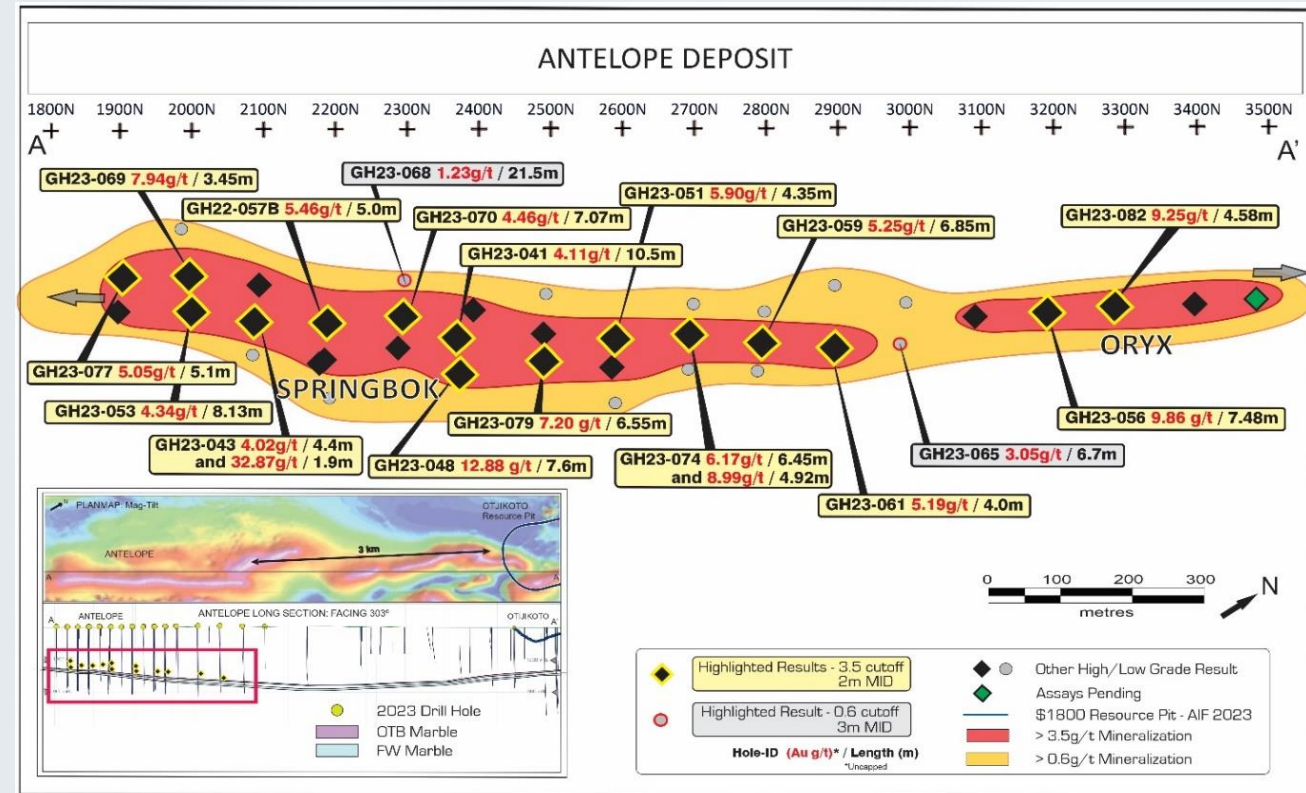 ANTELOPE DEPOSIT
1800N 1900N 2000N 2100N 2200N 2300N 2400N 2500N 2600N 2700N 2800N 2900N 3000N 3100N 3200N 3300N 3400N 3500N
A A'
GH23-069 7.94g/t / 3.45m
GH23-068 1.23g/t / 21.5m
GH22-057B 5.46g/t / 5.0m
GH23-070 4.46g/t / 7.07m
GH23-041 4.11g/t / 10.5m
GH23-051 5.90g/t / 4.35m
GH23-059 5.25g/t / 6.85m
GH23-082 9.25g/t / 4.58m
SPRINGBOK
ORYX
GH23-077 5.05g/t / 5.1m
GH23-053 4.34g/t / 8.13m
GH23-043 4.02g/t / 4.4m
and 32.87g/t / 1.9m
GH23-048 12.88 g/t / 7.6m
GH23-079 7.20 g/t / 6.55m
GH23-074 6.17g/t / 6.45m
and 8.99g/t / 4.92m
GH23-061 5.19g/t / 4.0m
GH23-065 3.05g/t / 6.7m
GH23-056 9.86 g/t / 7.48m
N
PLANMAP Mag-Tilt
OTJIKOTO
Resource Pit
ANTELOPE
3 km
A A'
ANTELOPE LONG SECTION: FACING 303°
A A'
ANTELOPE
OTJIKOTO
2023 Drill Hole
OTB Marble
FW Marble
0 100 200 300
metres
N
Highlighted Results - 3.5 cutoff
2m MID
Highlighted Result - 0.6 cutoff
3m MID
Hole-ID (Au g/t)* / Length (m)
*Uncapped
Other High/Low Grade Result
Assays Pending
$1800 Resource Pit - AIF 2023
> 3.5g/t Mineralization
> 0.6g/t Mineralization